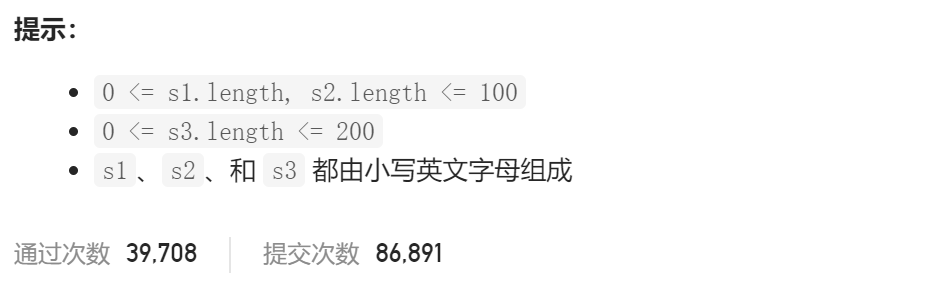 提示：
0 <= s1.length, s2.length <= 100
0 <= s3.length <= 200
s1、s2、和 s3 都由小写英文字母组成
通过次数 39,708 提交次数 86,891